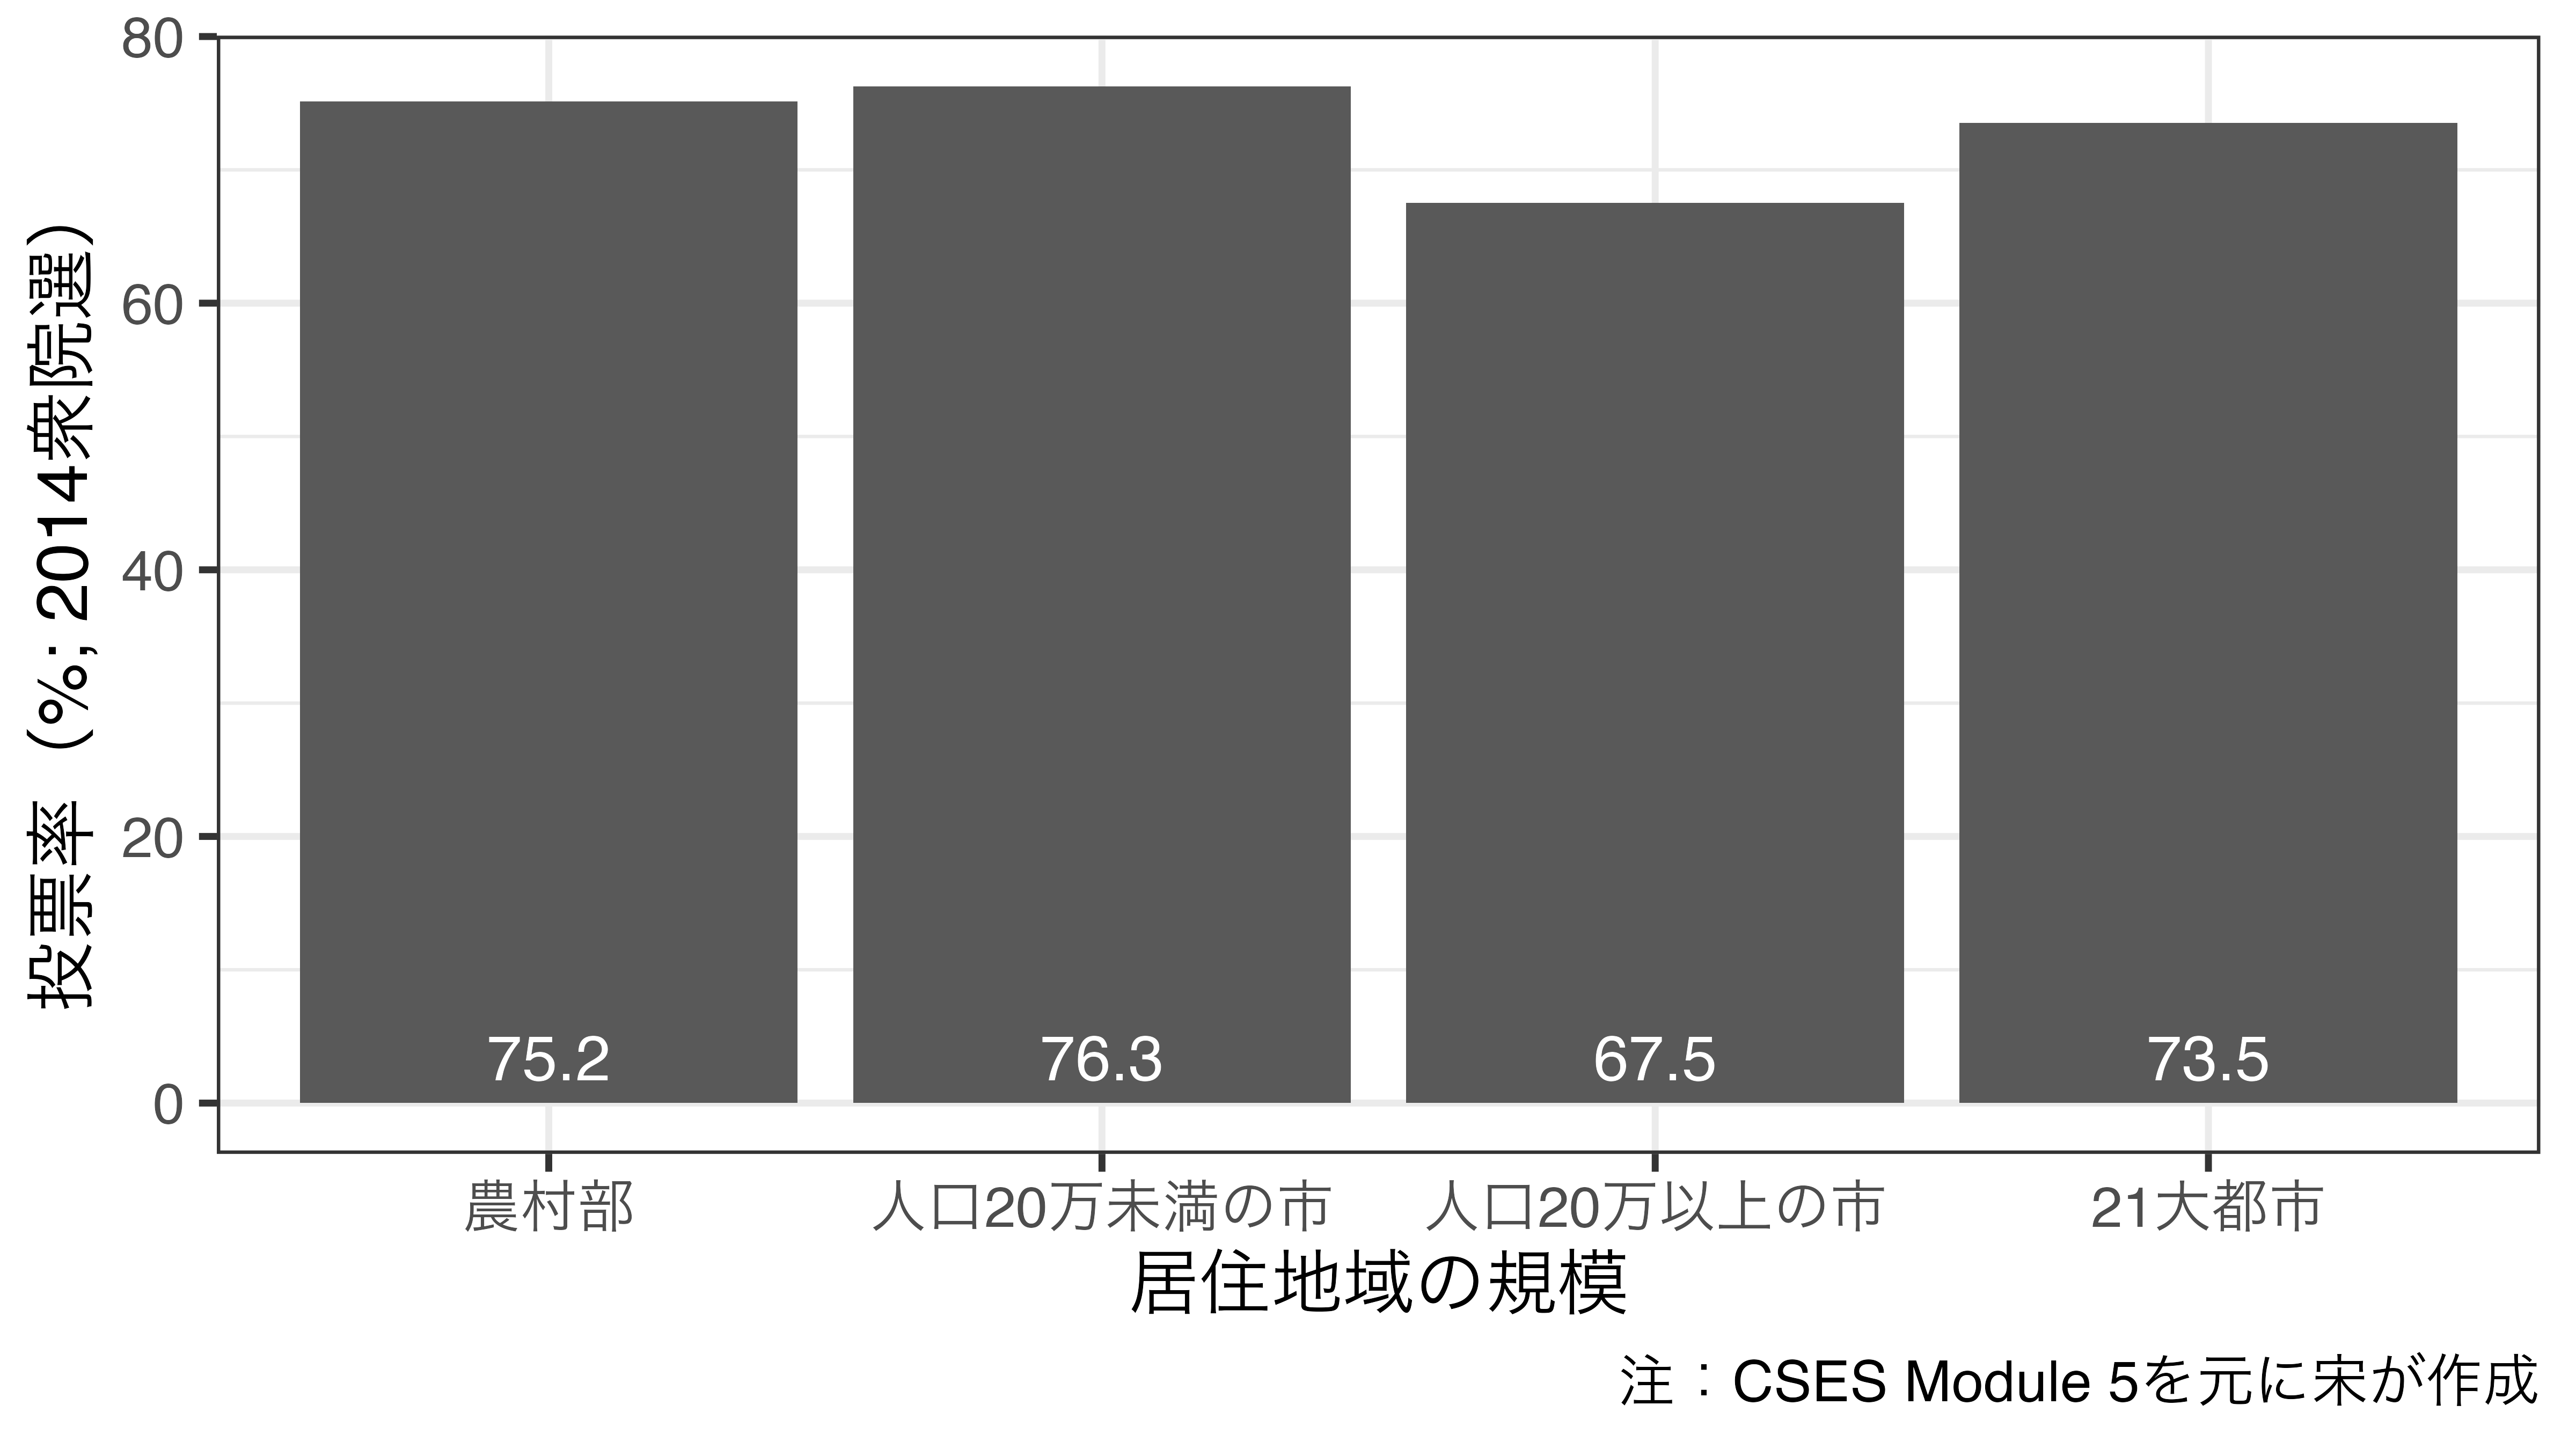 投票率（%; 2014衆院選）
80
60
40
20
0
75.2
76.3
67.5
73.5
農村部
人口20万未満の市
人口20万以上の市
21大都市
居住地域の規模
注：CSES Module 5を元に宋が作成